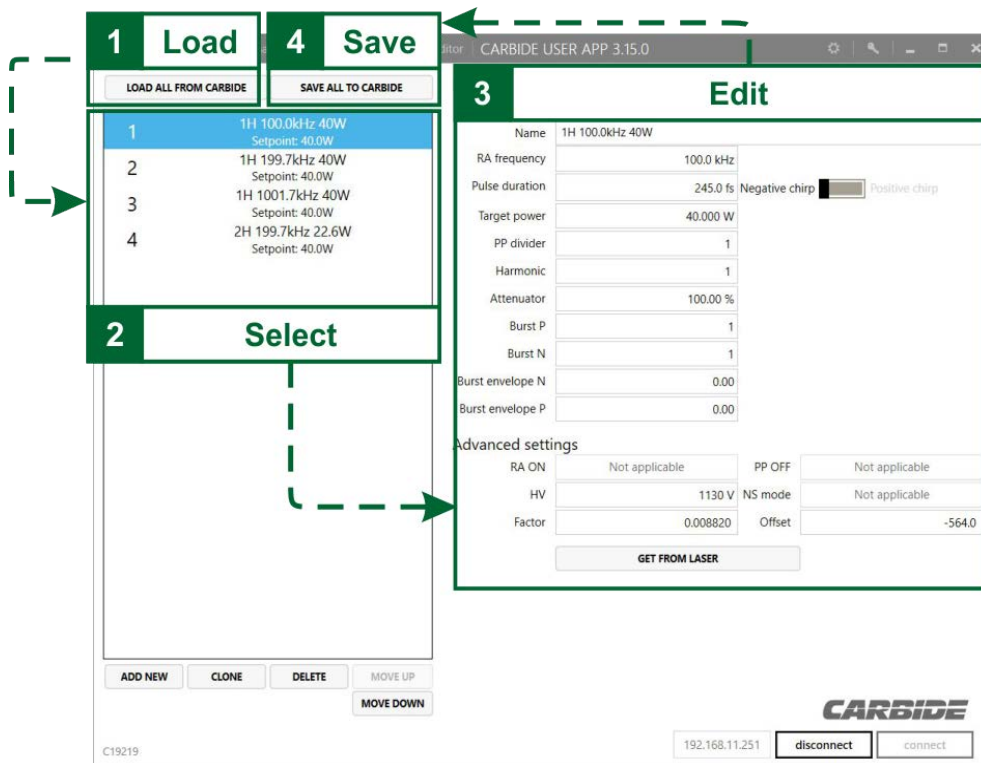 1 Load 4 Save
itor CARBIDE USER APP 3.15.0
LOAD ALL FROM CARBIDE SAVE ALL TO CARBIDE
3 Edit
1 1H 100.0kHz 40W
Setpoint: 40.0W
2 1H 199.7kHz 40W
Setpoint: 40.0W
3 1H 1001.7kHz 40W
Setpoint: 40.0W
4 2H 199.7kHz 22.6W
Setpoint: 40.0W
2 Select
Name 1H 100.0kHz 40W
RA frequency 100.0 kHz
Pulse duration 245.0 fs Negative chirp Positive chirp
Target power 40.000 W
PP divider 1
Harmonic 1
Attenuator 100.00 %
Burst P 1
Burst N 1
Burst envelope N 0.00
Burst envelope P 0.00
Advanced settings
RA ON Not applicable PP OFF Not applicable
HV 1130 V NS mode Not applicable
Factor 0.008820 Offset -564.0
GET FROM LASER
ADD NEW CLONE DELETE MOVE UP
MOVE DOWN
CARBIDE
C19219 192.168.11.251 disconnect connect